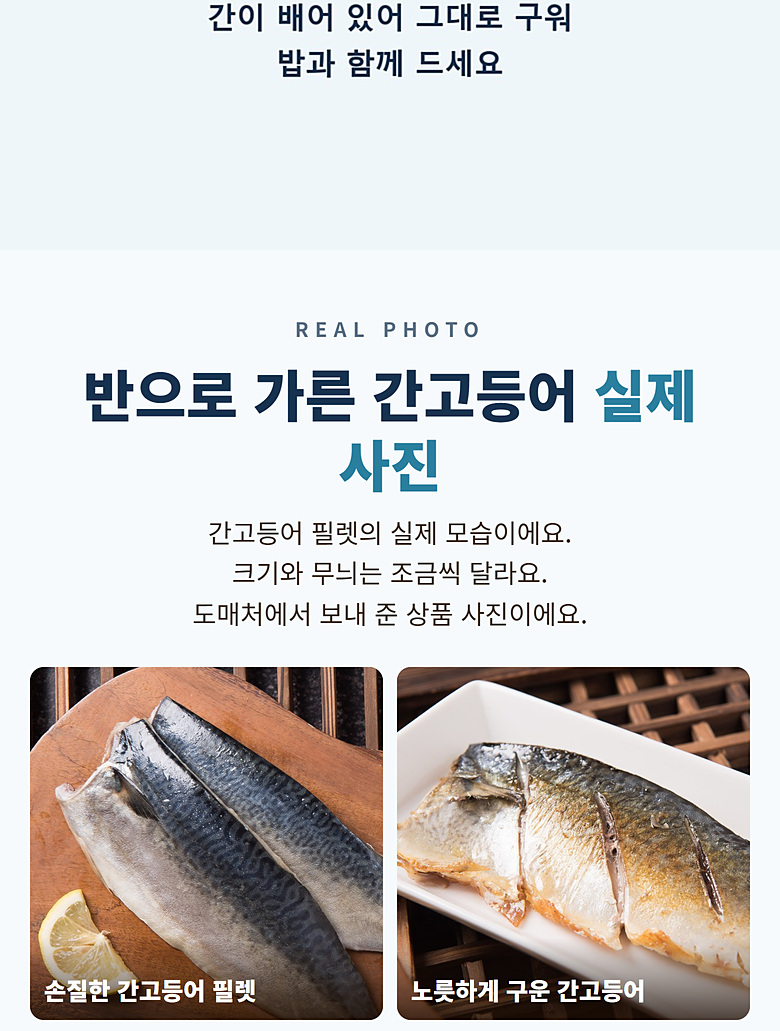 간이 배어 있어 그대로 구워
밥과 함께 드세요
REAL PHOTO
반으로 가른 간고등어 실제
사진
간고등어 필렛의 실제 모습이에요.
크기와 무늬는 조금씩 달라요.
도매처에서 보내 준 상품 사진이에요.
손질한 간고등어 필렛
노릇하게 구운 간고등어